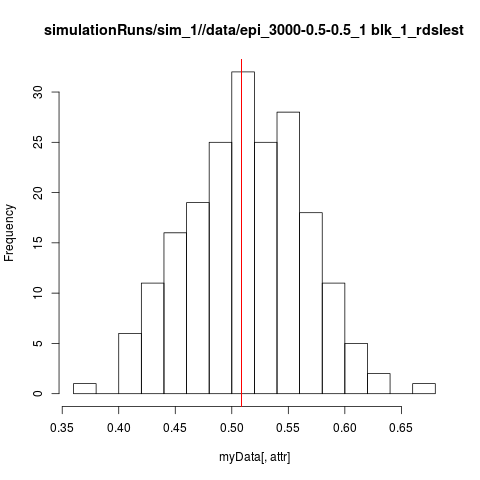 simulationRuns/sim_1//data/epi_3000-0.5-0.5_1 blk_1_rdslest
Frequency
30
25
20
15
10
5
0
0.35 0.40 0.45 0.50 0.55 0.60 0.65
myData[, attr]